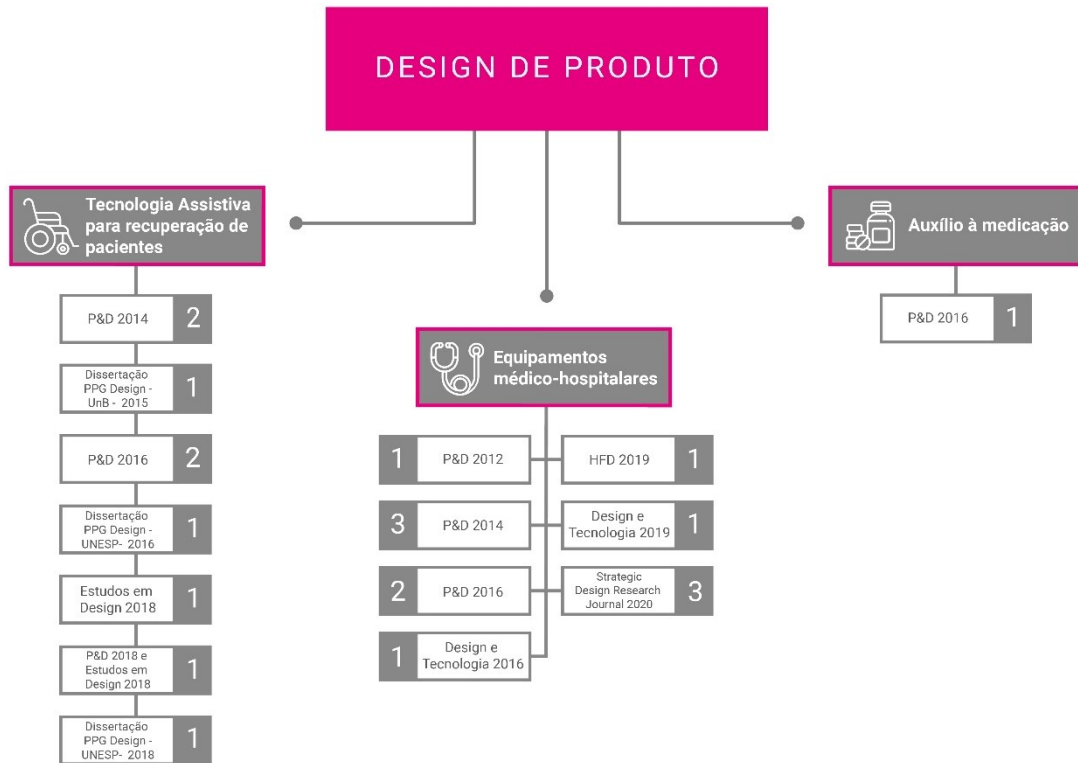 DESIGN DE PRODUTO
Tecnologia Assistiva
para recuperação de
pacientes
P&D 2014
2
Dissertação
PPG Design -
UnB - 2015
1
P&D 2016
2
Dissertação
PPG Design -
UNESP- 2016
1
Estudos em
Design 2018
1
P&D 2018 e
Estudos em
Design 2018
1
Dissertação
PPG Design -
UNESP- 2018
1
Equipamentos
médico-hospitalares
1
P&D 2012
HFD 2019
1
3
P&D 2014
Design e
Tecnologia 2019
1
2
P&D 2016
Strategic
Design Research
Journal 2020
3
1
Design e
Tecnologia 2016
Auxílio à medicação
P&D 2016
1